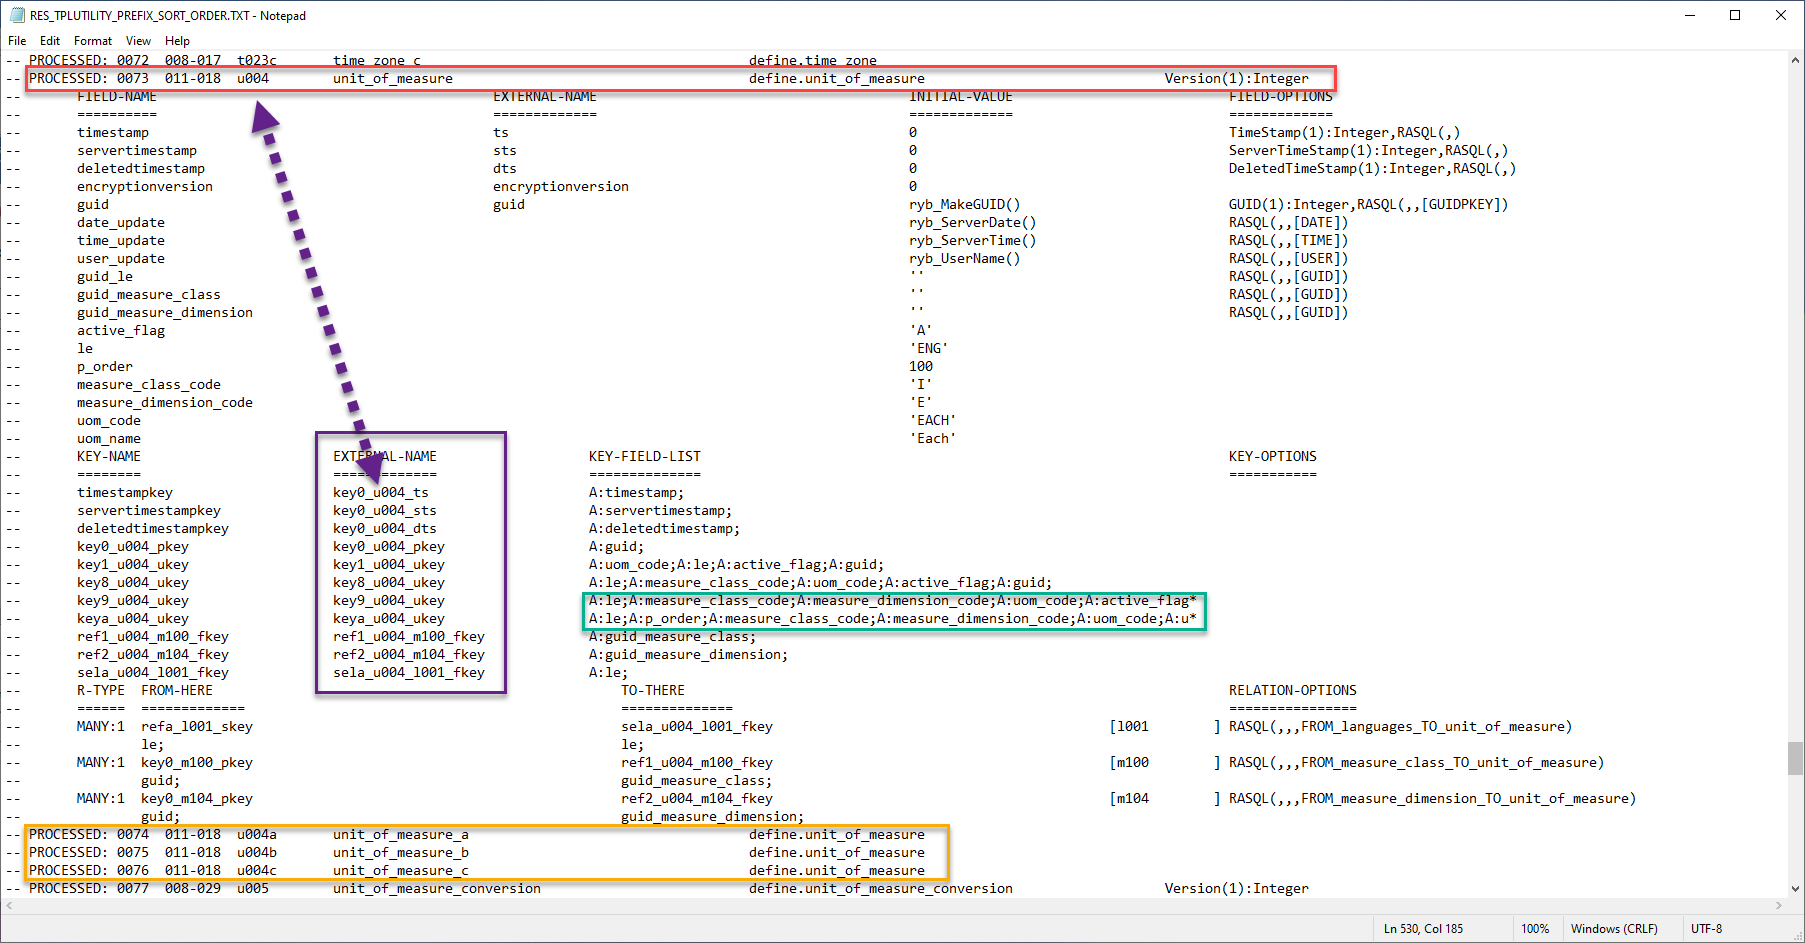 RES_TPLUTILITY_PREFIX_SORT_ORDER.TXT - Notepad
File Edit Format View Help
-- PROCESSED: 0072 008-017 t023c time_zone_c define.time_zone
-- PROCESSED: 0073 011-018 u004 unit_of_measure define.unit_of_measure Version(1):Integer
-- FIELD-NAME EXTERNAL-NAME INITIAL-VALUE FIELD-OPTIONS
-- ========== ============= ============= =============
-- timestamp ts 0 TimeStamp(1):Integer,RASQL(,)
-- servertimestamp sts 0 ServerTimeStamp(1):Integer,RASQL(,)
-- deletedtimestamp dts 0 DeletedTimeStamp(1):Integer,RASQL(,)
-- encryptionversion encryptionversion 0
-- guid guid ryb_MakeGUID() GUID(1):Integer,RASQL(,,[GUIDPKEY])
-- date_update ryb_ServerDate() RASQL(,,[DATE])
-- time_update ryb_ServerTime() RASQL(,,[TIME])
-- user_update ryb_UserName() RASQL(,,[USER])
-- guid_le '' RASQL(,,[GUID])
-- guid_measure_class '' RASQL(,,[GUID])
-- guid_measure_dimension '' RASQL(,,[GUID])
-- active_flag 'A'
-- le 'ENG'
-- p_order 100
-- measure_class_code 'I'
-- measure_dimension_code 'E'
-- uom_code 'EACH'
-- uom_name 'Each'
-- KEY-NAME EXTERNAL-NAME KEY-FIELD-LIST KEY-OPTIONS
-- ======== ============= ============== ===========
-- timestampkey key0_u004_ts A:timestamp;
-- servertimestampkey key0_u004_sts A:servertimestamp;
-- deletedtimestampkey key0_u004_dts A:deletedtimestamp;
-- key0_u004_pkey key0_u004_pkey A:guid;
-- key1_u004_ukey key1_u004_ukey A:uom_code;A:le;A:active_flag;A:guid;
-- key8_u004_ukey key8_u004_ukey A:le;A:measure_class_code;A:uom_code;A:active_flag;A:guid;
-- key9_u004_ukey key9_u004_ukey A:le;A:measure_class_code;A:measure_dimension_code;A:uom_code;A:active_flag*
-- keya_u004_ukey keya_u004_ukey A:le;A:p_order;A:measure_class_code;A:measure_dimension_code;A:uom_code;A:u*
-- ref1_u004_m100_fkey ref1_u004_m100_fkey A:guid_measure_class;
-- ref2_u004_m104_fkey ref2_u004_m104_fkey A:guid_measure_dimension;
-- sela_u004_l001_fkey sela_u004_l001_fkey A:le;
-- R-TYPE FROM-HERE TO-THERE RELATION-OPTIONS
-- ====== ============= ============== ================
-- MANY:1 refa_l001_skey sela_u004_l001_fkey [l001 ] RASQL(,,,FROM_languages_TO_unit_of_measure)
-- le; le;
-- MANY:1 key0_m100_pkey ref1_u004_m100_fkey [m100 ] RASQL(,,,FROM_measure_class_TO_unit_of_measure)
-- guid; guid_measure_class;
-- MANY:1 key0_m104_pkey ref2_u004_m104_fkey [m104 ] RASQL(,,,FROM_measure_dimension_TO_unit_of_measure)
-- guid; guid_measure_dimension;
-- PROCESSED: 0074 011-018 u004a unit_of_measure_a define.unit_of_measure
-- PROCESSED: 0075 011-018 u004b unit_of_measure_b define.unit_of_measure
-- PROCESSED: 0076 011-018 u004c unit_of_measure_c define.unit_of_measure
-- PROCESSED: 0077 008-029 u005 unit_of_measure_conversion define.unit_of_measure_conversion Version(1):Integer
Ln 530, Col 185 100% Windows (CRLF) UTF-8